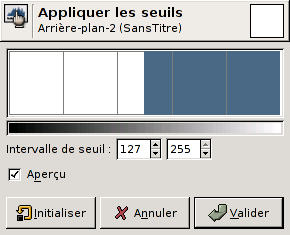 Appliquer les seuils
Arrière-plan-2 (SansTitre)
Intervalle de seuil : 127 255
Aperçu
Initialiser Annuler Valider